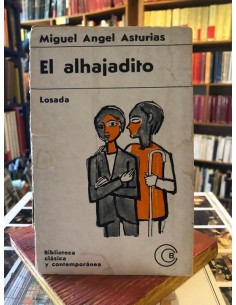 Miguel Angel Asturias
El alhajadito
Losada
Biblioteca
clásica
y contemporánea
B